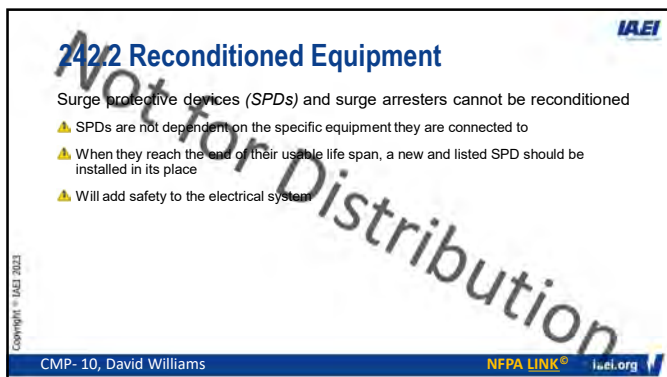 IAEI
242.2 Reconditioned Equipment
Surge protective devices (SPDs) and surge arresters cannot be reconditioned
SPDs are not dependent on the specific equipment they are connected to
When they reach the end of their usable life span, a new and listed SPD should be
installed in its place
Will add safety to the electrical system
Not for Distribution
Copyright © IAEI 2023
CMP- 10, David Williams
NFPA LINK©
iaei.org